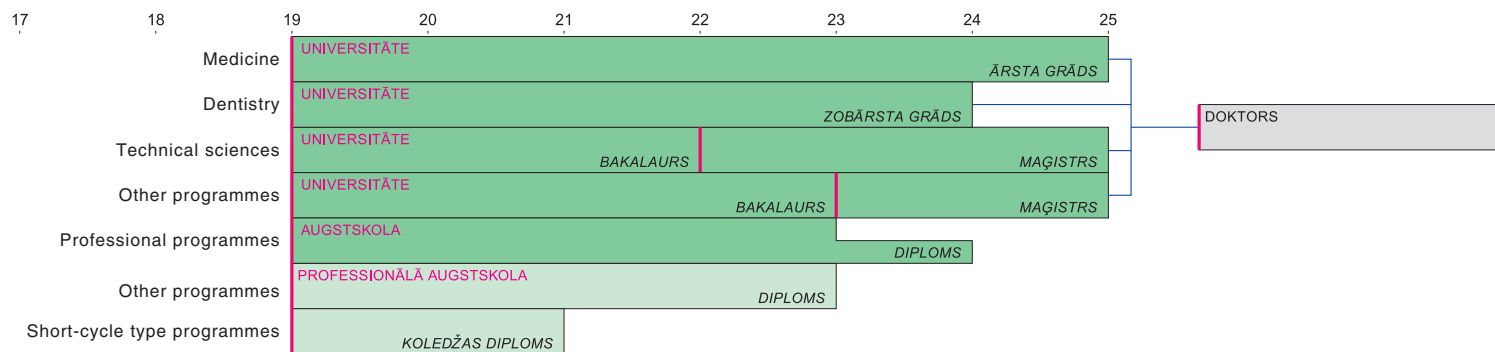 17 18 19 20 21 22 23 24 25
Medicine UNIVERSITĀTE
ĀRSTA GRĀDS
Dentistry UNIVERSITĀTE
ZOBĀRSTA GRĀDS
DOKTORS
Technical sciences UNIVERSITĀTE
BAKALAURS MAĢISTRS
Other programmes UNIVERSITĀTE
BAKALAURS MAĢISTRS
Professional programmes AUGSTSKOLA
DIPLOMS
Other programmes PROFESSIONĀLĀ AUGSTSKOLA
DIPLOMS
Short-cycle type programmes
KOLEDŽAS DIPLOMS